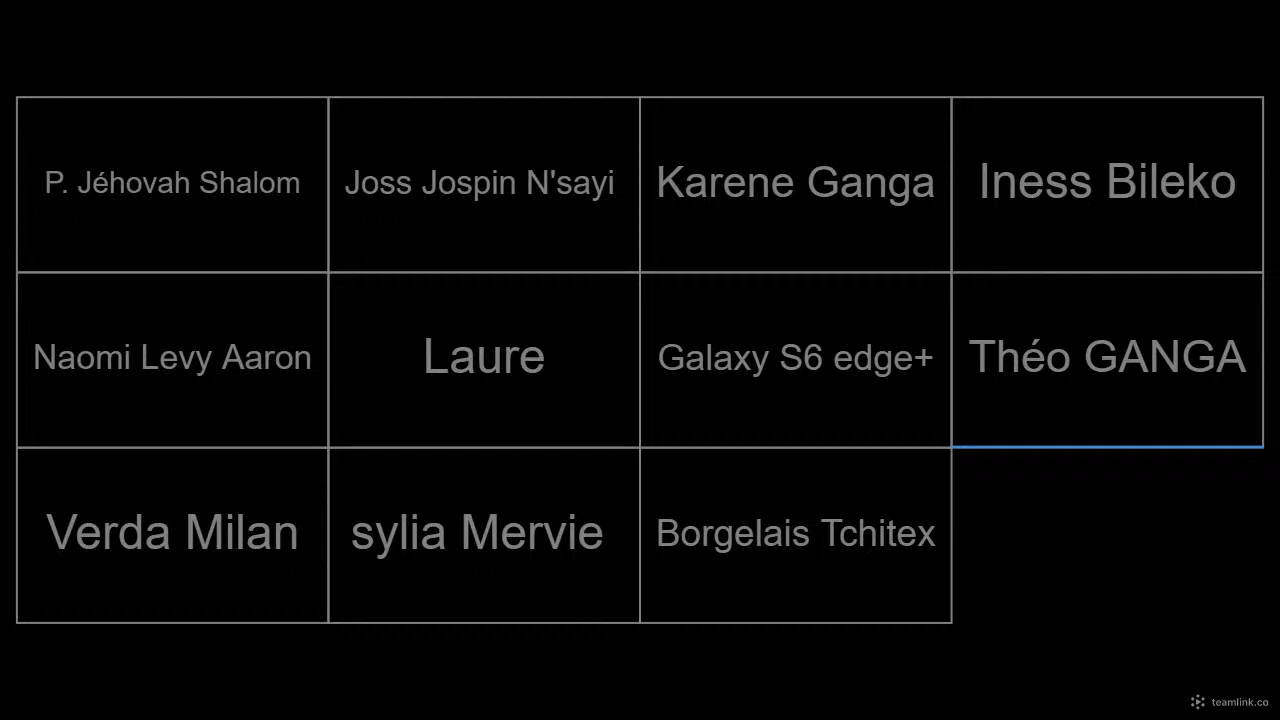 P. Jéhovah Shalom
Joss Jospin N'sayi
Karene Ganga
Iness Bileko
Naomi Levy Aaron
Laure
Galaxy S6 edge+
Théo GANGA
Verda Milan
sylia Mervie
Borgelais Tchitex
teamlink.co